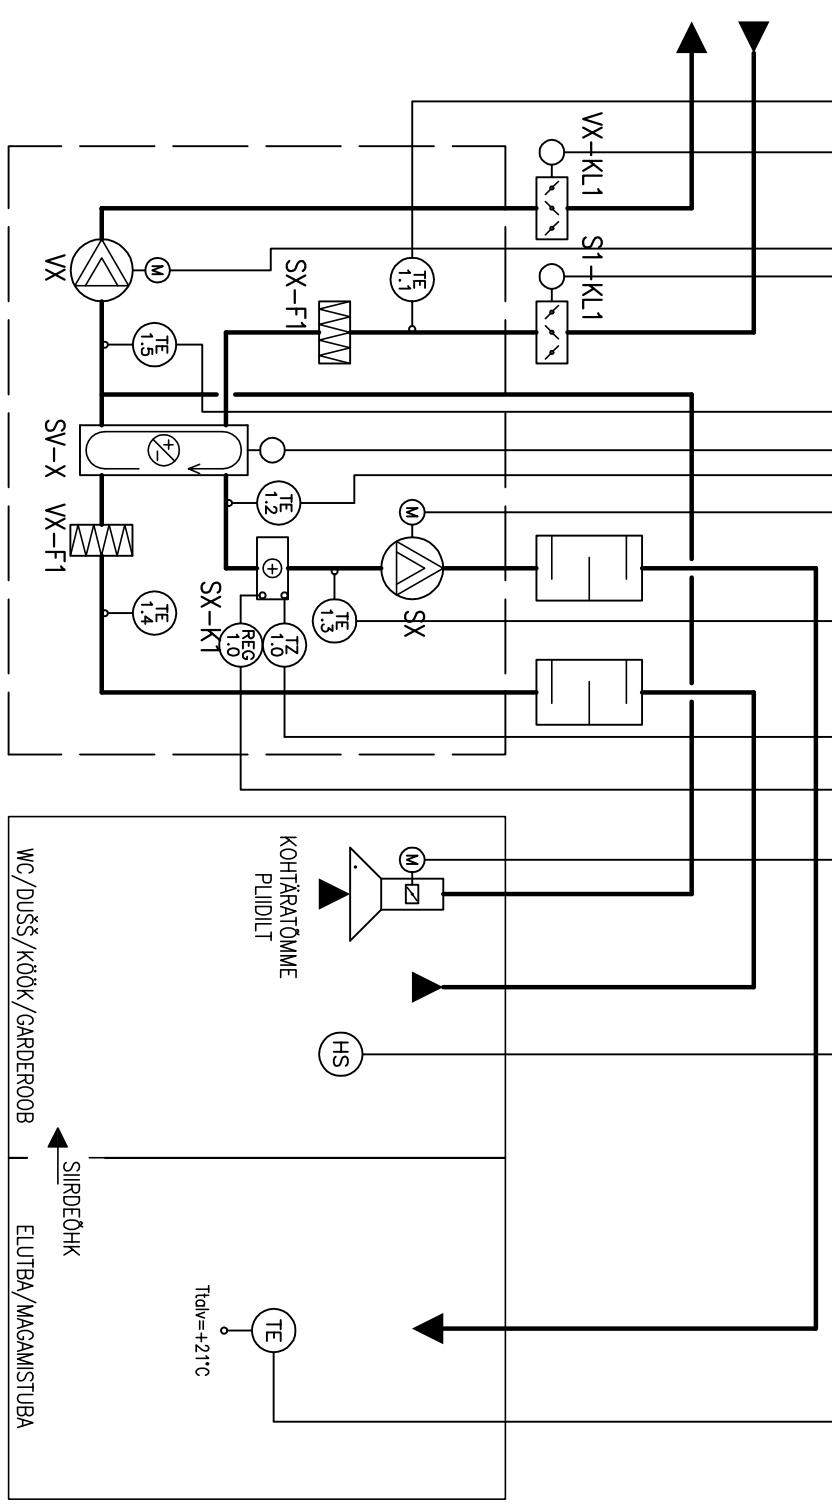 VX-KL1
S1-KL1
VX
M
SX-F1
TE
1.1
TE
1.5
SV-X
+
-
TE
1.2
M
VX-F1
SX-K1
+
SX
TE
1.3
TE
1.4
REG
1.0
TZ
1.0
M
KOHTÄRATÕMME
PLIIDILT
HS
WC/DUŠŠ/KÖÖK/GARDEROOB
SIIRDEÕHK
ELUTBA/MAGAMISTUBA
TE
Ttalv=+21°C